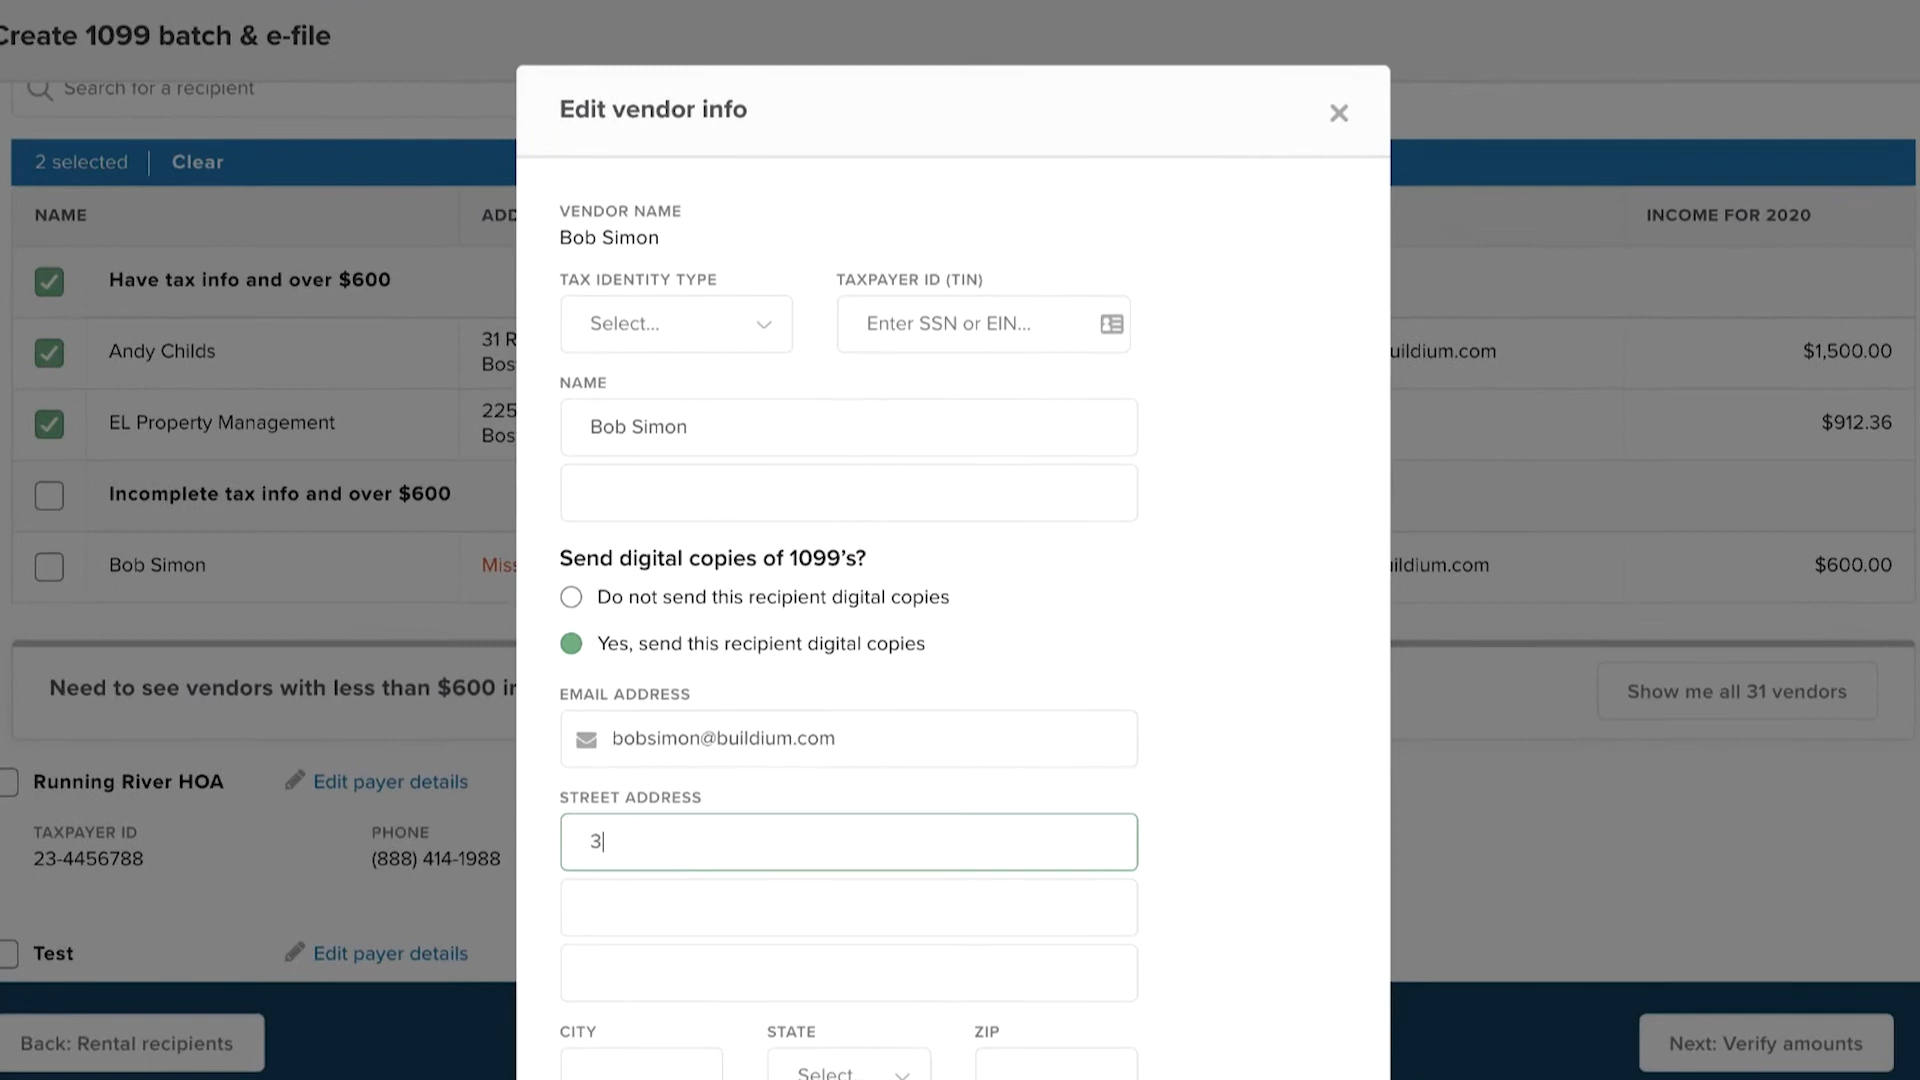 Create 1099 batch & e-file
Search for a recipient
2 selected
Clear
NAME
ADD
INCOME FOR 2020
Have tax info and over $600
Andy Childs
31 R
Bos
uildium.com
$1,500.00
EL Property Management
225
Bos
$912.36
Incomplete tax info and over $600
Bob Simon
Miss
ildium.com
$600.00
Need to see vendors with less than $600 in
Show me all 31 vendors
Running River HOA
Edit payer details
TAXPAYER ID
PHONE
23-4456788
(888) 414-1988
Test
Edit payer details
Back: Rental recipients
Next: Verify amounts
Edit vendor info
VENDOR NAME
Bob Simon
TAX IDENTITY TYPE
TAXPAYER ID (TIN)
Select...
Enter SSN or EIN...
NAME
Bob Simon
Send digital copies of 1099’s?
Do not send this recipient digital copies
Yes, send this recipient digital copies
EMAIL ADDRESS
bobsimon@buildium.com
STREET ADDRESS
3
CITY
STATE
ZIP
Select...